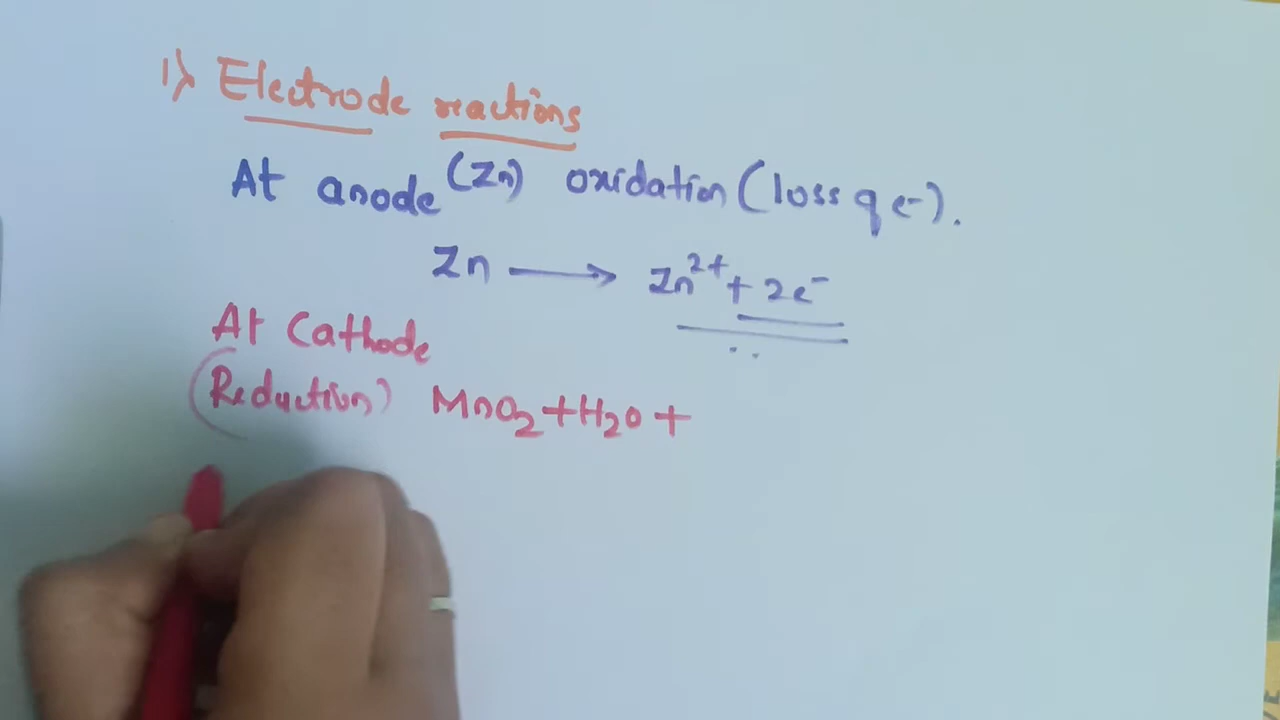 1) Electrode reactions
At anode (Zn) oxidation (loss of e⁻).
Zn ⟶ Zn²⁺ + 2e⁻
At Cathode
(Reduction) MnO₂ + H₂O +